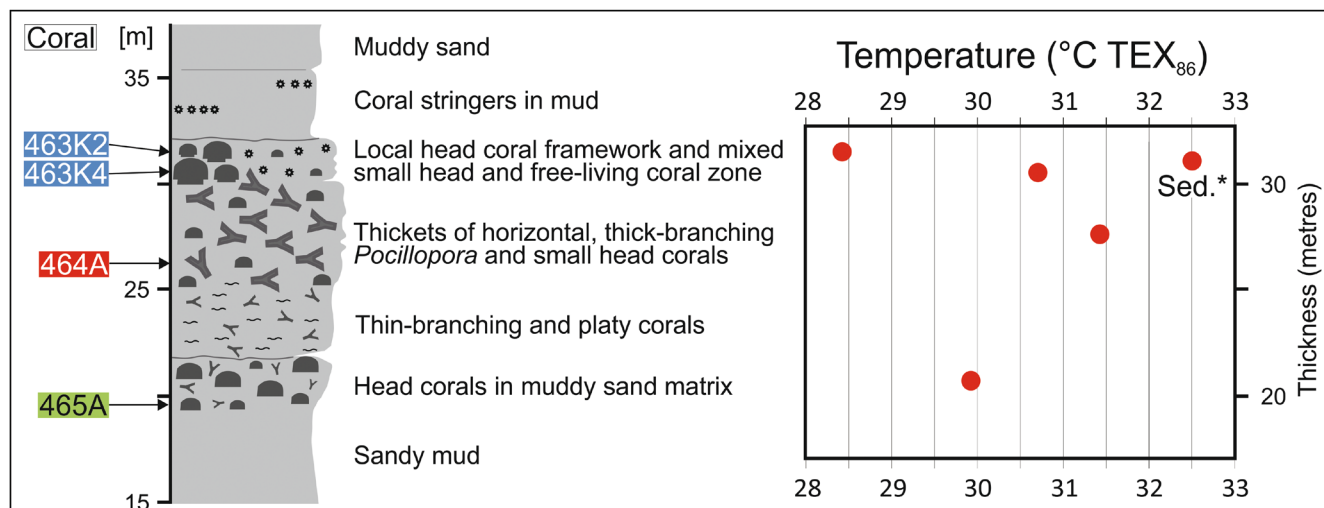 Coral [m]
Muddy sand
35
Coral stringers in mud
463K2
463K4
Local head coral framework and mixed
small head and free-living coral zone
464A
Thickets of horizontal, thick-branching
Pocillopora and small head corals
25
Thin-branching and platy corals
Head corals in muddy sand matrix
465A
Sandy mud
15
Temperature (°C TEX86)
28 29 30 31 32 33
Sed.*
30
20
Thickness (metres)
28 29 30 31 32 33